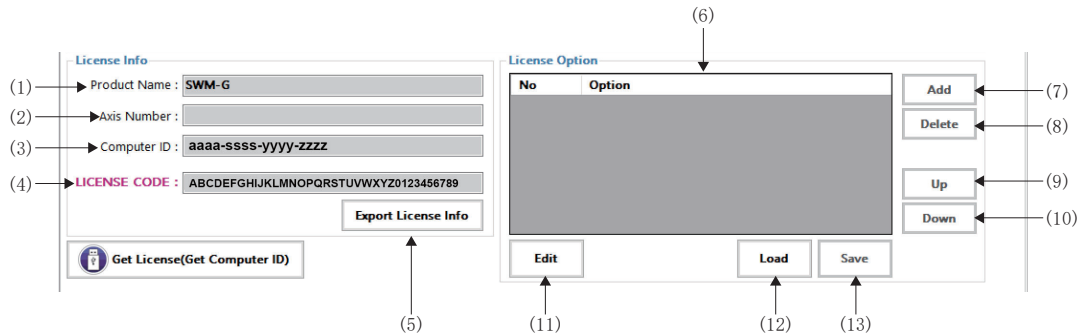 (6)
License Info
License Option
(1) Product Name : SWM-G
No Option
Add (7)
(2) Axis Number :
Delete (8)
(3) Computer ID : aaaa-ssss-yyyy-zzzz
(4) LICENSE CODE : ABCDEFGHIJKLMNOPQRSTUVWXYZ0123456789
Up (9)
Export License Info
Down (10)
Get License(Get Computer ID)
Edit Load Save
(5) (11) (12) (13)